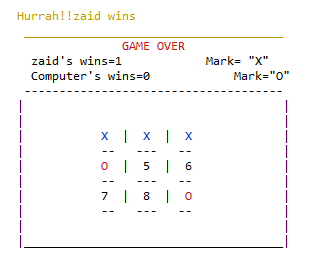 Hurrah!!zaid wins
GAME OVER
zaid's wins=1 Mark= "X"
Computer's wins=0 Mark="O"
X | X | X
O | 5 | 6
7 | 8 | O